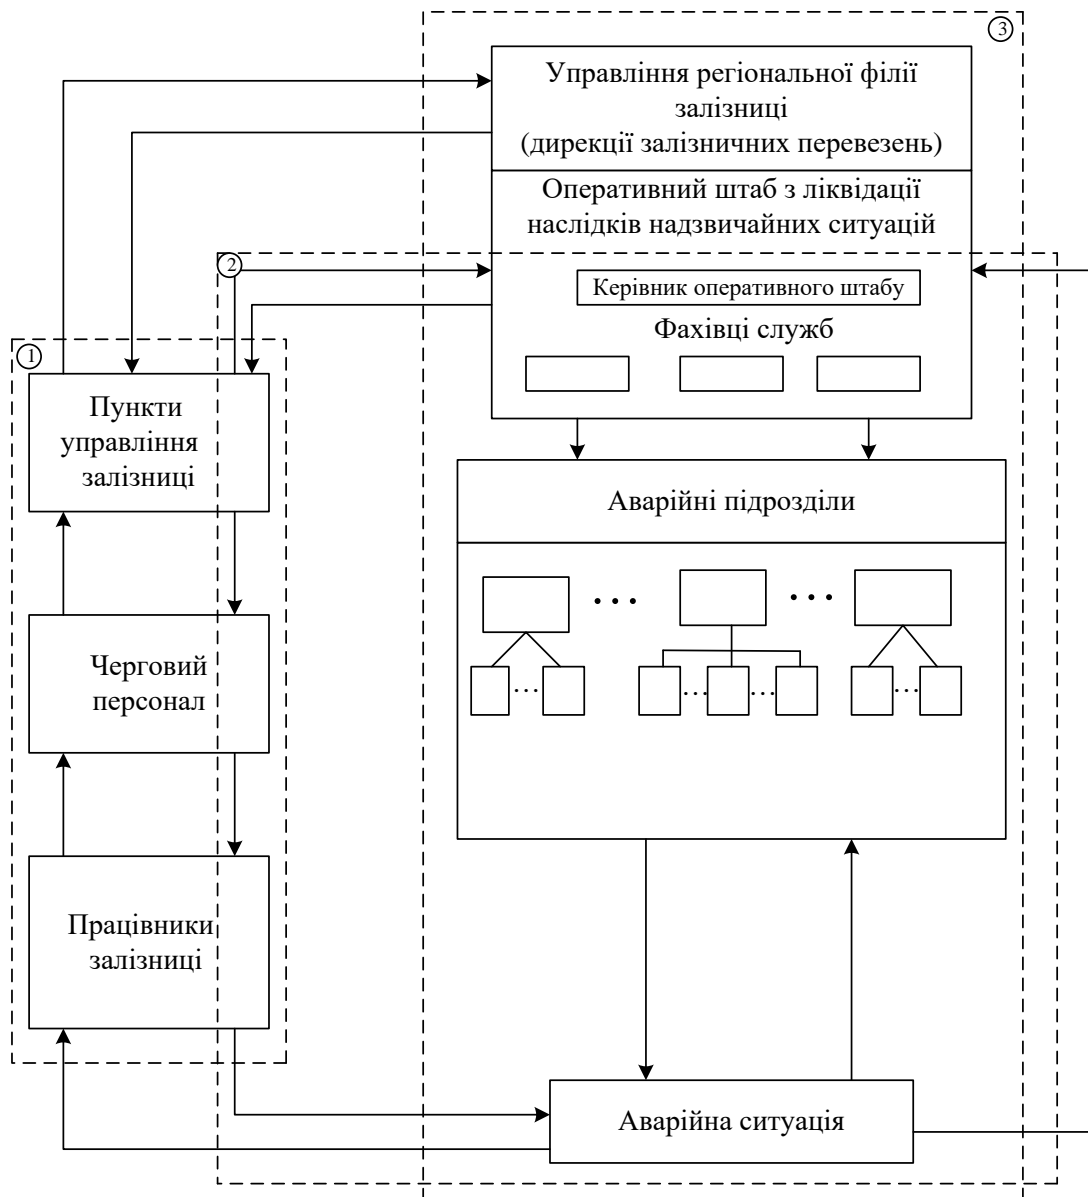 3
Управління регіональної філії
залізниці
(дирекції залізничних перевезень)
Оперативний штаб з ліквідації
наслідків надзвичайних ситуацій
2
Керівник оперативного штабу
Фахівці служб
1
Пункти
управління
залізниці
Аварійні підрозділи
... ...
Черговий
персонал
... ... ... ...
Працівники
залізниці
Аварійна ситуація